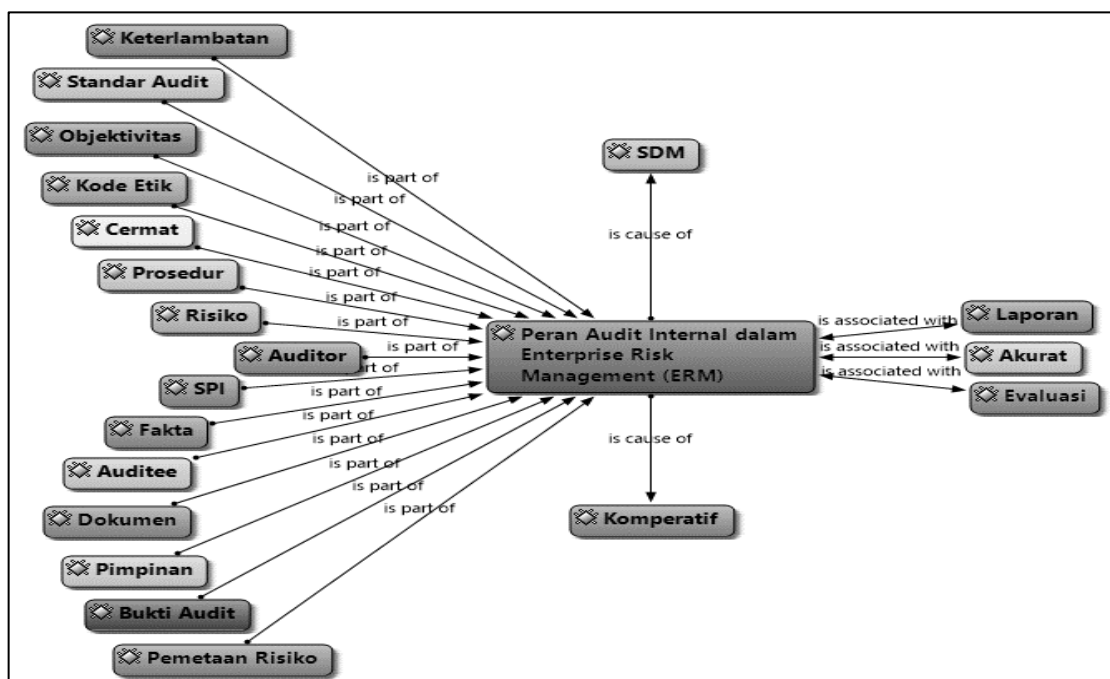 Keterlambatan
Standar Audit
Objektivitas
Kode Etik
Cermat
Prosedur
Risiko
Auditor
SPI
Fakta
Auditee
Dokumen
Pimpinan
Bukti Audit
Pemetaan Risiko
is part of
is part of
is part of
is part of
is part of
is part of
is part of
is part of
part of
is part of
is part of
is part of
is part of
is part of
is part of
SDM
is cause of
Peran Audit Internal dalam
Enterprise Risk
Management (ERM)
is cause of
Komperatif
is associated with
is associated with
is associated with
Laporan
Akurat
Evaluasi